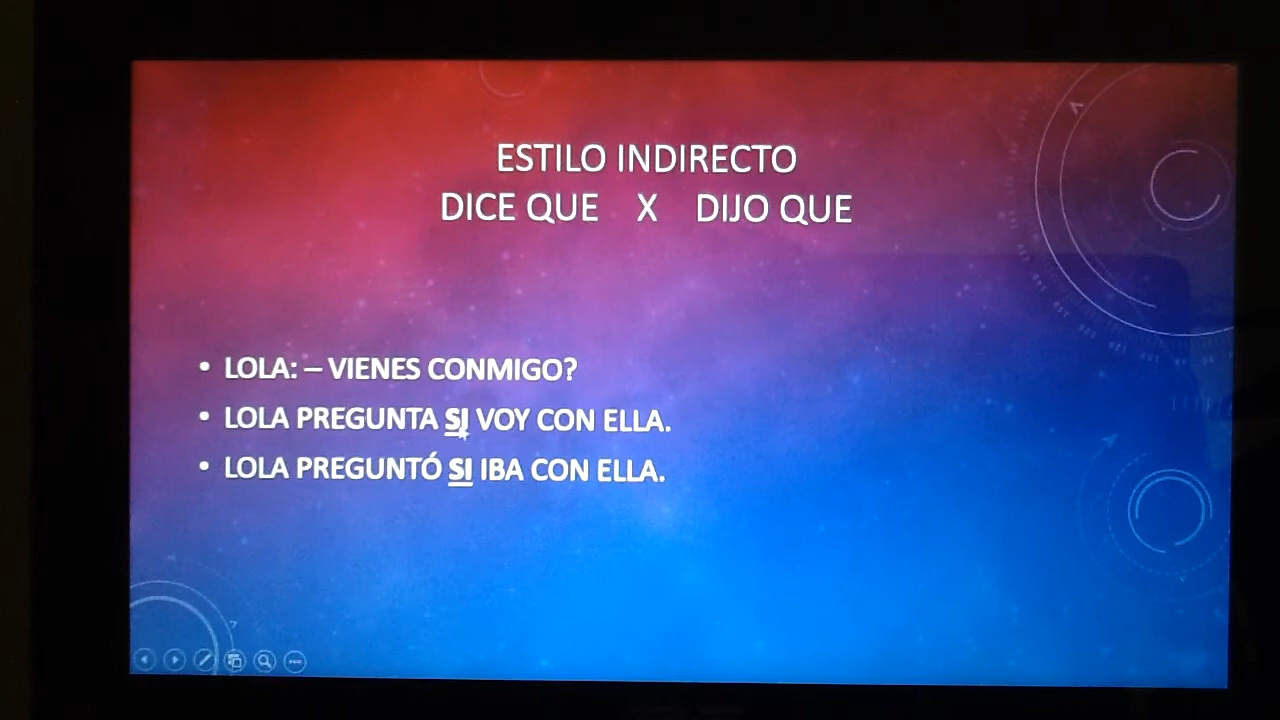 ESTILO INDIRECTO
DICE QUE X DIJO QUE
• LOLA: – VIENES CONMIGO?
• LOLA PREGUNTA SI VOY CON ELLA.
• LOLA PREGUNTÓ SI IBA CON ELLA.